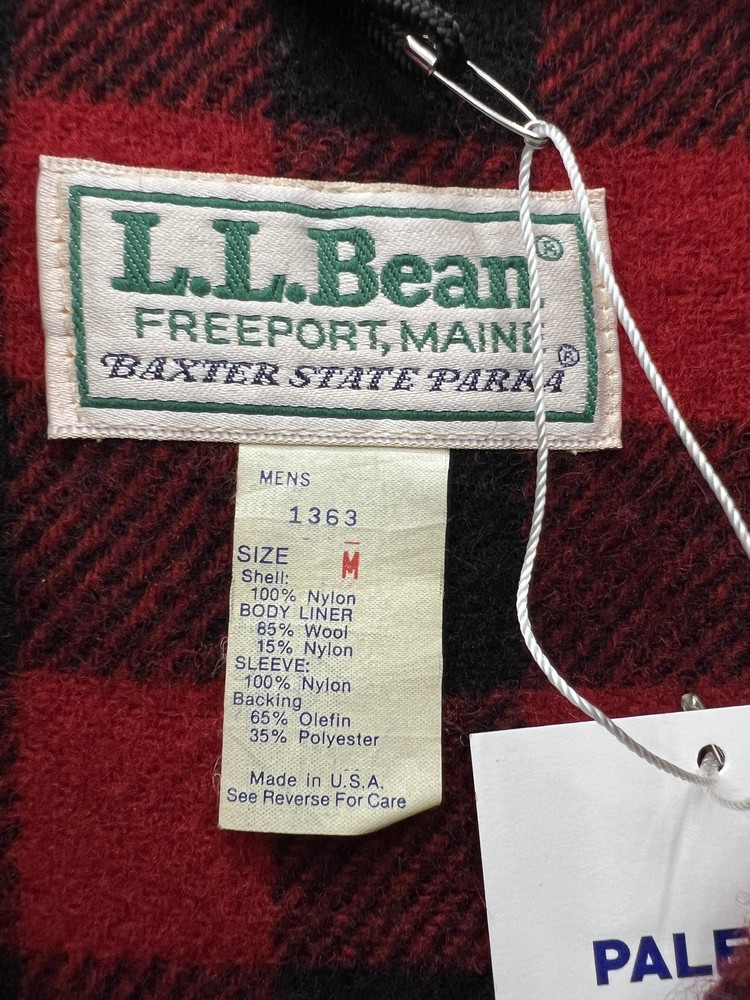 L.L.Bean®
FREEPORT, MAINE
BAXTER STATE PARKA®
MENS
1363
SIZE M
Shell:
100% Nylon
BODY LINER
85% Wool
15% Nylon
SLEEVE:
100% Nylon
Backing
65% Olefin
35% Polyester
Made in U.S.A.
See Reverse For Care